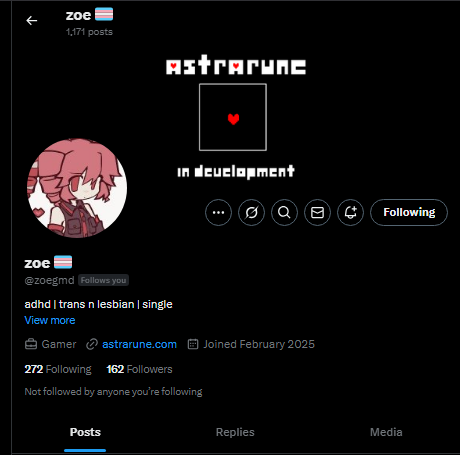 zoe
1,171 posts
astrarune
in development
Following
zoe
@zoegmd Follows you
adhd | trans n lesbian | single
View more
Gamer astrarune.com Joined February 2025
272 Following 162 Followers
Not followed by anyone you're following
Posts Replies Media